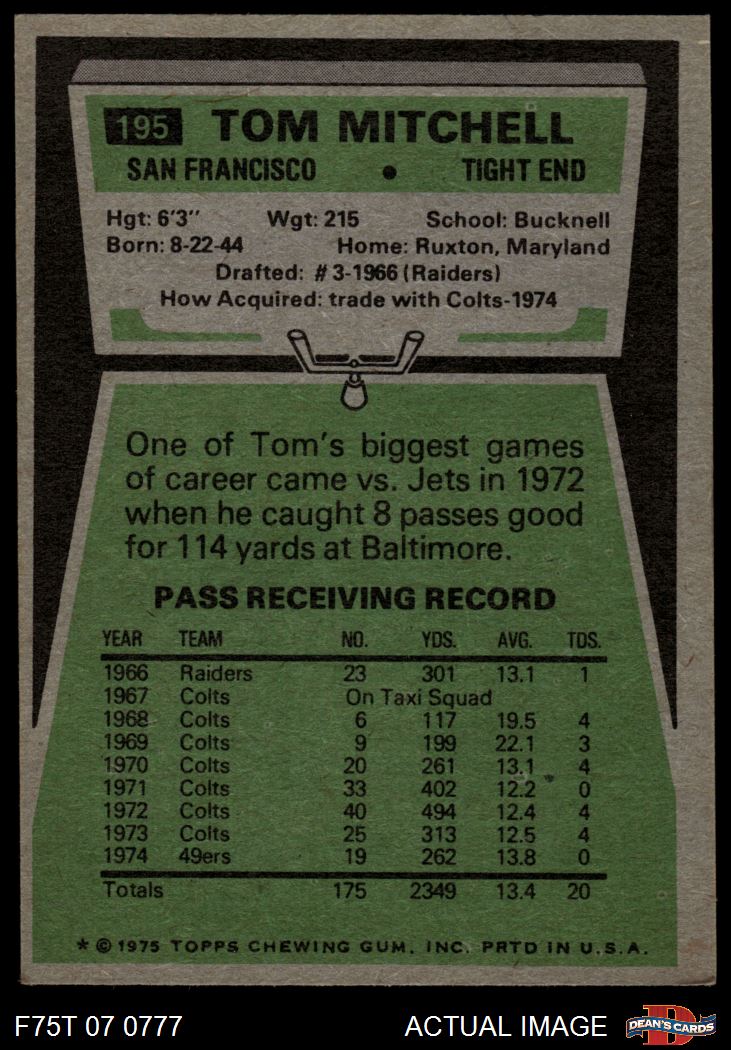 195 TOM MITCHELL
SAN FRANCISCO • TIGHT END
Hgt: 6'3" Wgt: 215 School: Bucknell
Born: 8-22-44 Home: Ruxton, Maryland
Drafted: #3-1966 (Raiders)
How Acquired: trade with Colts-1974
One of Tom's biggest games
of career came vs. Jets in 1972
when he caught 8 passes good
for 114 yards at Baltimore.
PASS RECEIVING RECORD
YEAR TEAM NO. YDS. AVG. TDS.
1966 Raiders 23 301 13.1 1
1967 Colts On Taxi Squad
1968 Colts 6 117 19.5 4
1969 Colts 9 199 22.1 3
1970 Colts 20 261 13.1 4
1971 Colts 33 402 12.2 0
1972 Colts 40 494 12.4 4
1973 Colts 25 313 12.5 4
1974 49ers 19 262 13.8 0
Totals 175 2349 13.4 20
* © 1975 TOPPS CHEWING GUM, INC. PRTD IN U.S.A.
F75T 07 0777 ACTUAL IMAGE D DEAN'S CARDS